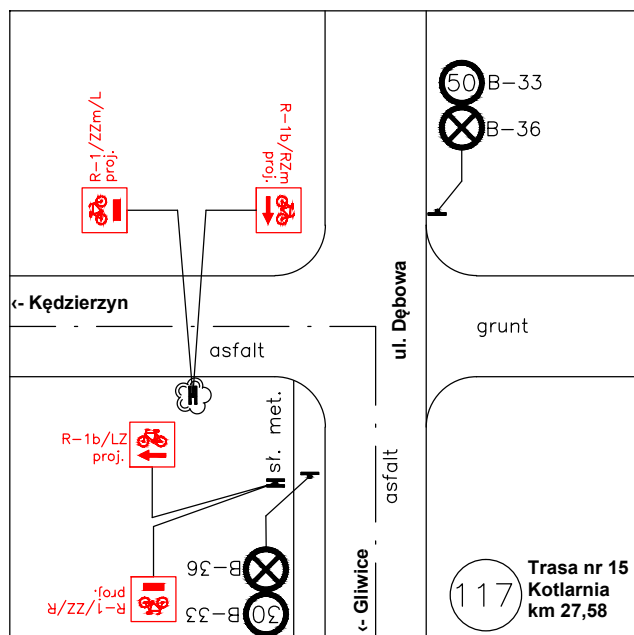 R-1/ZZm/L
proj.
R-1b/RZm
proj.
50
B-33
B-36
<- Kędzierzyn
asfalt
ul. Dębowa
grunt
R-1b/LZ
proj.
sł. met.
asfalt
B-36
B-33
30
R-1/ZZ/R
proj.
<- Gliwice
117
Trasa nr 15
Kotlarnia
km 27,58